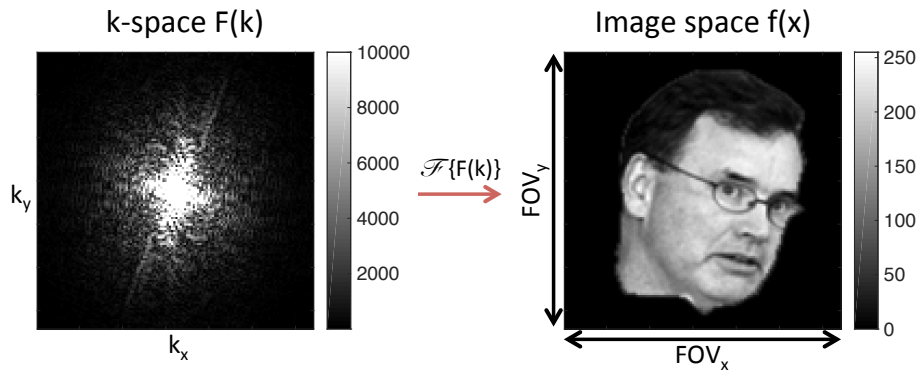 k-space F(k)
Image space f(x)
10000
8000
6000
4000
2000
k_y
k_x
ℱ{F(k)}
FOV_y
FOV_x
250
200
150
100
50
0